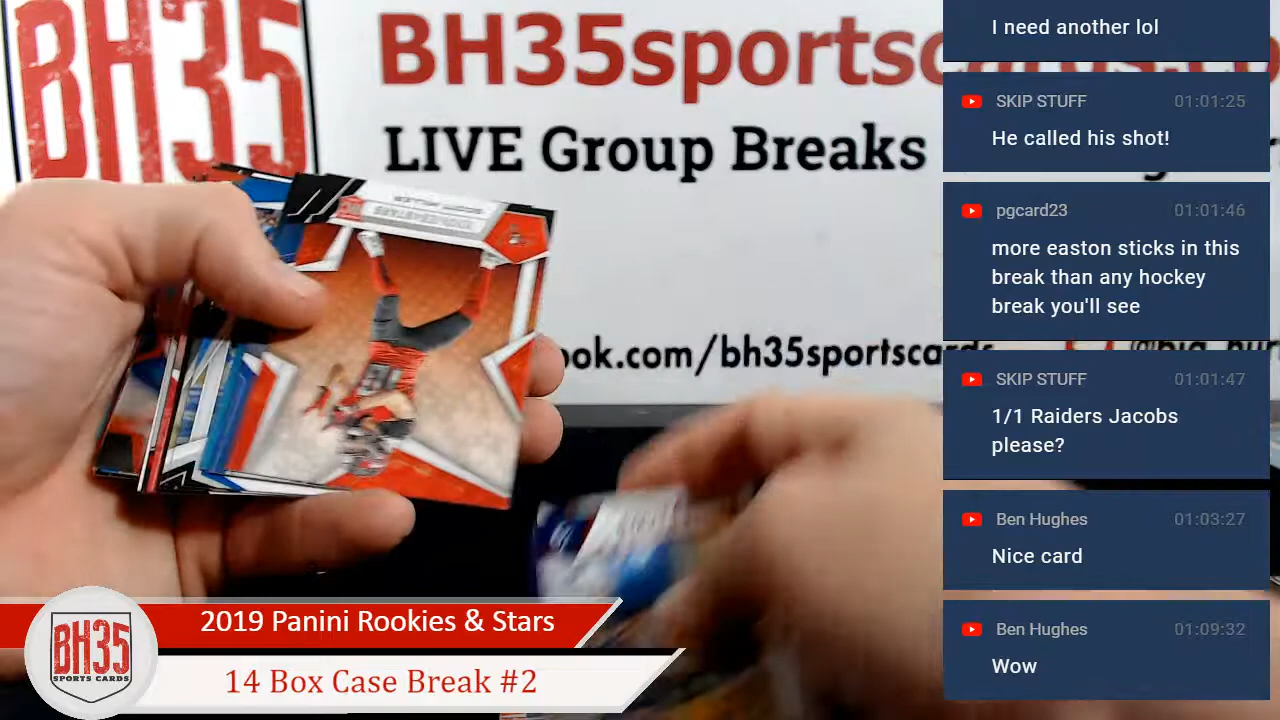 BH35
BH35sportscards.co
LIVE Group Breaks
ook.com/bh35sportscards
I need another lol
SKIP STUFF 01:01:25
He called his shot!
pgcard23 01:01:46
more easton sticks in this
break than any hockey
break you'll see
SKIP STUFF 01:01:47
1/1 Raiders Jacobs
please?
Ben Hughes 01:03:27
Nice card
Ben Hughes 01:09:32
Wow
BH35
SPORTS CARDS
2019 Panini Rookies & Stars
14 Box Case Break #2